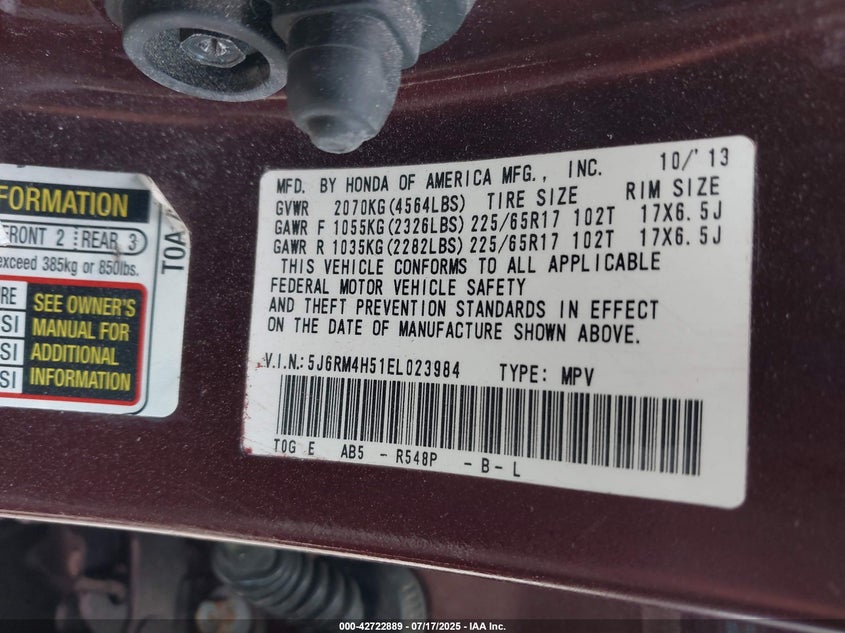 FORMATION
FRONT 2 REAR 3
exceed 385kg or 850lbs.
RE
SI
SI
SI
SEE OWNER'S
MANUAL FOR
ADDITIONAL
INFORMATION
T0A
MFD. BY HONDA OF AMERICA MFG., INC. 10/'13
GVWR 2070KG(4564LBS) TIRE SIZE RIM SIZE
GAWR F 1055KG(2326LBS) 225/65R17 102T 17X6.5J
GAWR R 1035KG(2282LBS) 225/65R17 102T 17X6.5J
THIS VEHICLE CONFORMS TO ALL APPLICABLE
FEDERAL MOTOR VEHICLE SAFETY
AND THEFT PREVENTION STANDARDS IN EFFECT
ON THE DATE OF MANUFACTURE SHOWN ABOVE.
V.I.N.: 5J6RM4H51EL023984 TYPE: MPV
T0G E AB5 - R548P - B - L
000-42722889 - 07/17/2025 - IAA Inc.